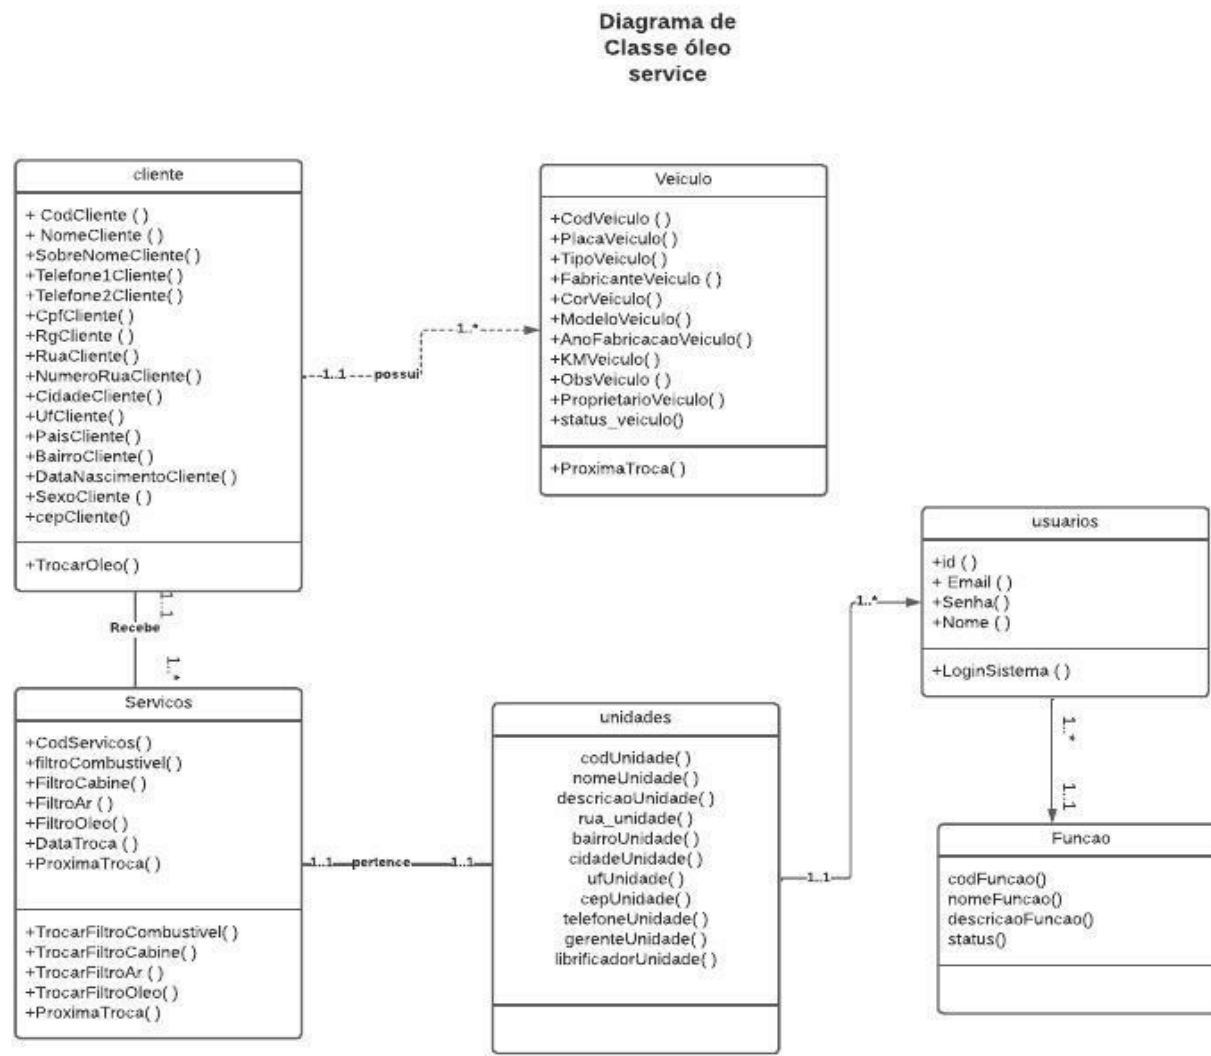 Diagrama de
Classe óleo
service
cliente
+ CodCliente ( )
+ NomeCliente ( )
+SobreNomeCliente( )
+Telefone1Cliente( )
+Telefone2Cliente( )
+CpfCliente( )
+RgCliente ( )
+RuaCliente( )
+NumeroRuaCliente( )
+CidadeCliente( )
+UfCliente( )
+PaisCliente( )
+BairroCliente( )
+DataNascimentoCliente( )
+SexoCliente ( )
+cepCliente()
+TrocarOleo( )
1..1
possui
1..*
Veiculo
+CodVeiculo ( )
+PlacaVeiculo( )
+TipoVeiculo( )
+FabricanteVeiculo ( )
+CorVeiculo( )
+ModeloVeiculo( )
+AnoFabricacaoVeiculo( )
+KMVeiculo( )
+ObsVeiculo ( )
+ProprietarioVeiculo( )
+status_veiculo()
+ProximaTroca( )
1..1
Recebe
1..*
Servicos
+CodServicos( )
+filtroCombustivel( )
+FiltroCabine( )
+FiltroAr ( )
+FiltroOleo( )
+DataTroca ( )
+ProximaTroca( )
+TrocarFiltroCombustivel( )
+TrocarFiltroCabine( )
+TrocarFiltroAr ( )
+TrocarFiltroOleo( )
+ProximaTroca( )
1..1
pertence
1..1
unidades
codUnidade( )
nomeUnidade( )
descricaoUnidade( )
rua_unidade( )
bairroUnidade( )
cidadeUnidade( )
ufUnidade( )
cepUnidade( )
telefoneUnidade( )
gerenteUnidade( )
librificadorUnidade( )
1..1
1..*
usuarios
+id ( )
+ Email ( )
+Senha( )
+Nome ( )
+LoginSistema ( )
1..*
1..1
Funcao
codFuncao()
nomeFuncao()
descricaoFuncao()
status()